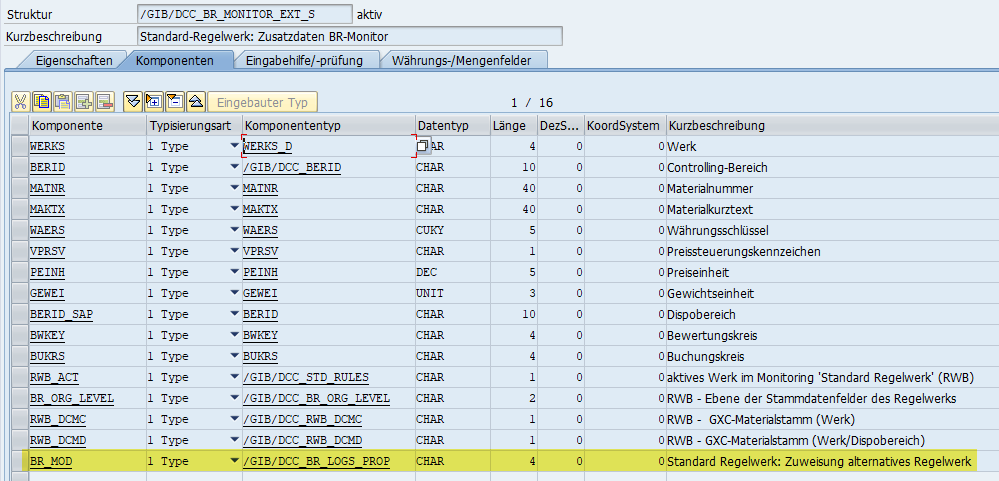 Struktur /GIB/DCC_BR_MONITOR_EXT_S aktiv
Kurzbeschreibung Standard-Regelwerk: Zusatzdaten BR-Monitor
Eigenschaften Komponenten Eingabehilfe/-prüfung Währungs-/Mengenfelder
Eingebauter Typ 1 / 16
Komponente Typisierungsart Komponententyp Datentyp Länge DezS... KoordSystem Kurzbeschreibung
WERKS 1 Type WERKS_D AR 4 0 0 Werk
BERID 1 Type /GIB/DCC_BERID CHAR 10 0 0 Controlling-Bereich
MATNR 1 Type MATNR CHAR 40 0 0 Materialnummer
MAKTX 1 Type MAKTX CHAR 40 0 0 Materialkurztext
WAERS 1 Type WAERS CUKY 5 0 0 Währungsschlüssel
VPRSV 1 Type VPRSV CHAR 1 0 0 Preissteuerungskennzeichen
PEINH 1 Type PEINH DEC 5 0 0 Preiseinheit
GEWEI 1 Type GEWEI UNIT 3 0 0 Gewichtseinheit
BERID_SAP 1 Type BERID CHAR 10 0 0 Dispobereich
BWKEY 1 Type BWKEY CHAR 4 0 0 Bewertungskreis
BUKRS 1 Type BUKRS CHAR 4 0 0 Buchungskreis
RWB_ACT 1 Type /GIB/DCC_STD_RULES CHAR 1 0 0 aktives Werk im Monitoring 'Standard Regelwerk' (RWB)
BR_ORG_LEVEL 1 Type /GIB/DCC_BR_ORG_LEVEL CHAR 2 0 0 RWB - Ebene der Stammdatenfelder des Regelwerks
RWB_DCMC 1 Type /GIB/DCC_RWB_DCMC CHAR 1 0 0 RWB - GXC-Materialstamm (Werk)
RWB_DCMD 1 Type /GIB/DCC_RWB_DCMD CHAR 1 0 0 RWB - GXC-Materialstamm (Werk/Dispobereich)
BR_MOD 1 Type /GIB/DCC_BR_LOGS_PROP CHAR 4 0 0 Standard Regelwerk: Zuweisung alternatives Regelwerk